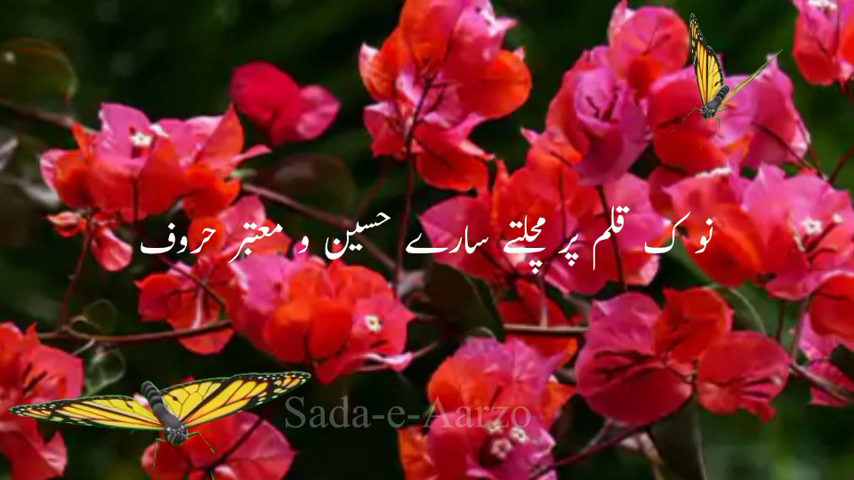 نوک قلم پر مچلتے سارے حسین و معتبر حروف
Sada-e-Aarzo